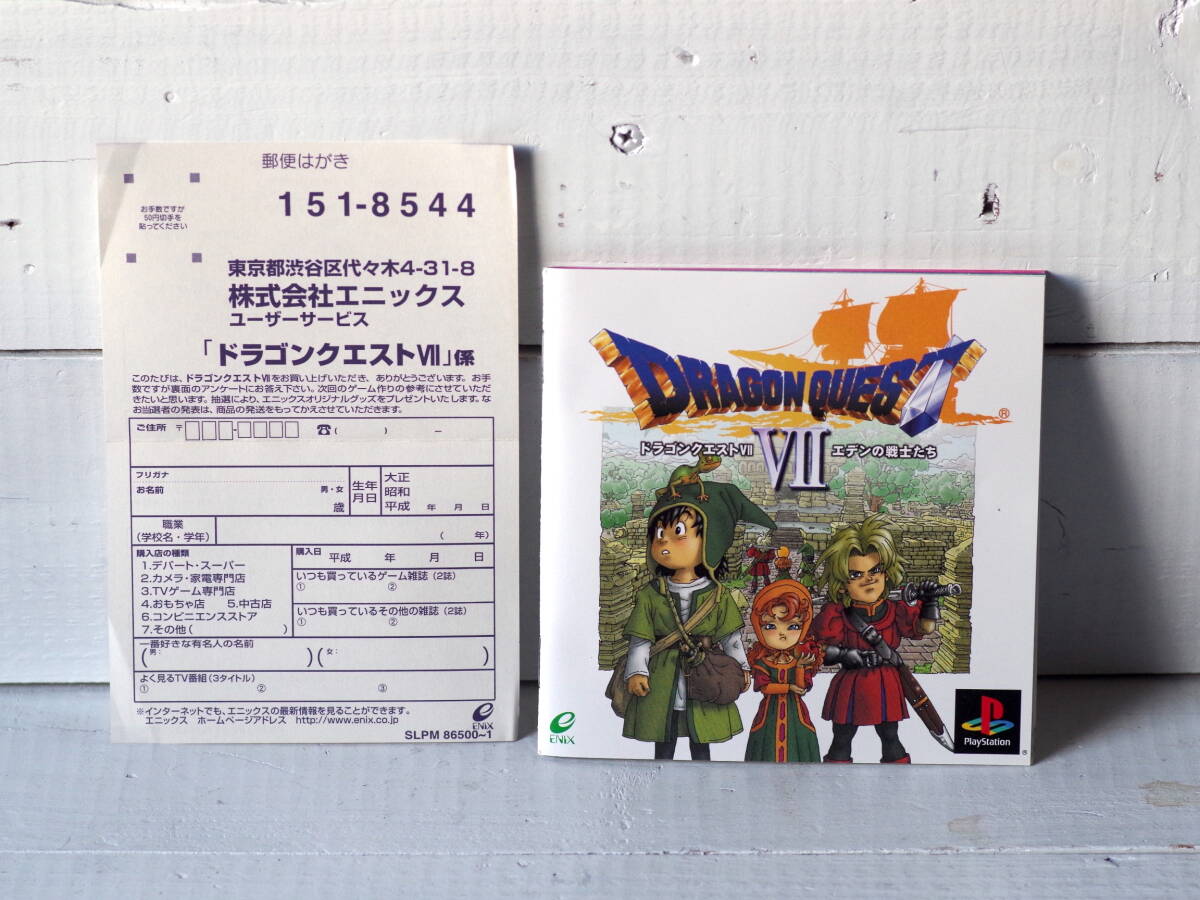 郵便はがき
151-8544
お手数ですが
50円切手を
貼ってください
東京都渋谷区代々木4-31-8
株式会社エニックス
ユーザーサービス
「ドラゴンクエストⅦ」係
このたびは、ドラゴンクエストⅦをお買い上げいただき、ありがとうございます。お手
数ですが裏面のアンケートにお答え下さい。次回のゲーム作りの参考にさせていただ
きたいと思います。抽選により、エニックスオリジナルグッズをプレゼントいたします。な
お当選者の発表は、商品の発送をもってかえさせていただきます。
ご住所 〒□□□-□□□□ ☎( ) −
フリガナ
お名前 男・女 歳
生年月日
大正
昭和
平成 年 月 日
職業
(学校名・学年) ( 年)
購入店の種類
1.デパート・スーパー
2.カメラ・家電専門店
3.TVゲーム専門店
4.おもちゃ店 5.中古店
6.コンビニエンスストア
7.その他( )
購入日 平成 年 月 日
いつも買っているゲーム雑誌(2誌)
① ②
いつも買っているその他の雑誌(2誌)
① ②
一番好きな有名人の名前
(男: )(女: )
よく見るTV番組(3タイトル)
① ② ③
※インターネットでも、エニックスの最新情報を見ることができます。
エニックス ホームページアドレス http://www.enix.co.jp
ENIX
SLPM 86500~1
DRAGON QUEST
®
VII
ドラゴンクエストⅦ エデンの戦士たち
ENIX
PlayStation
®